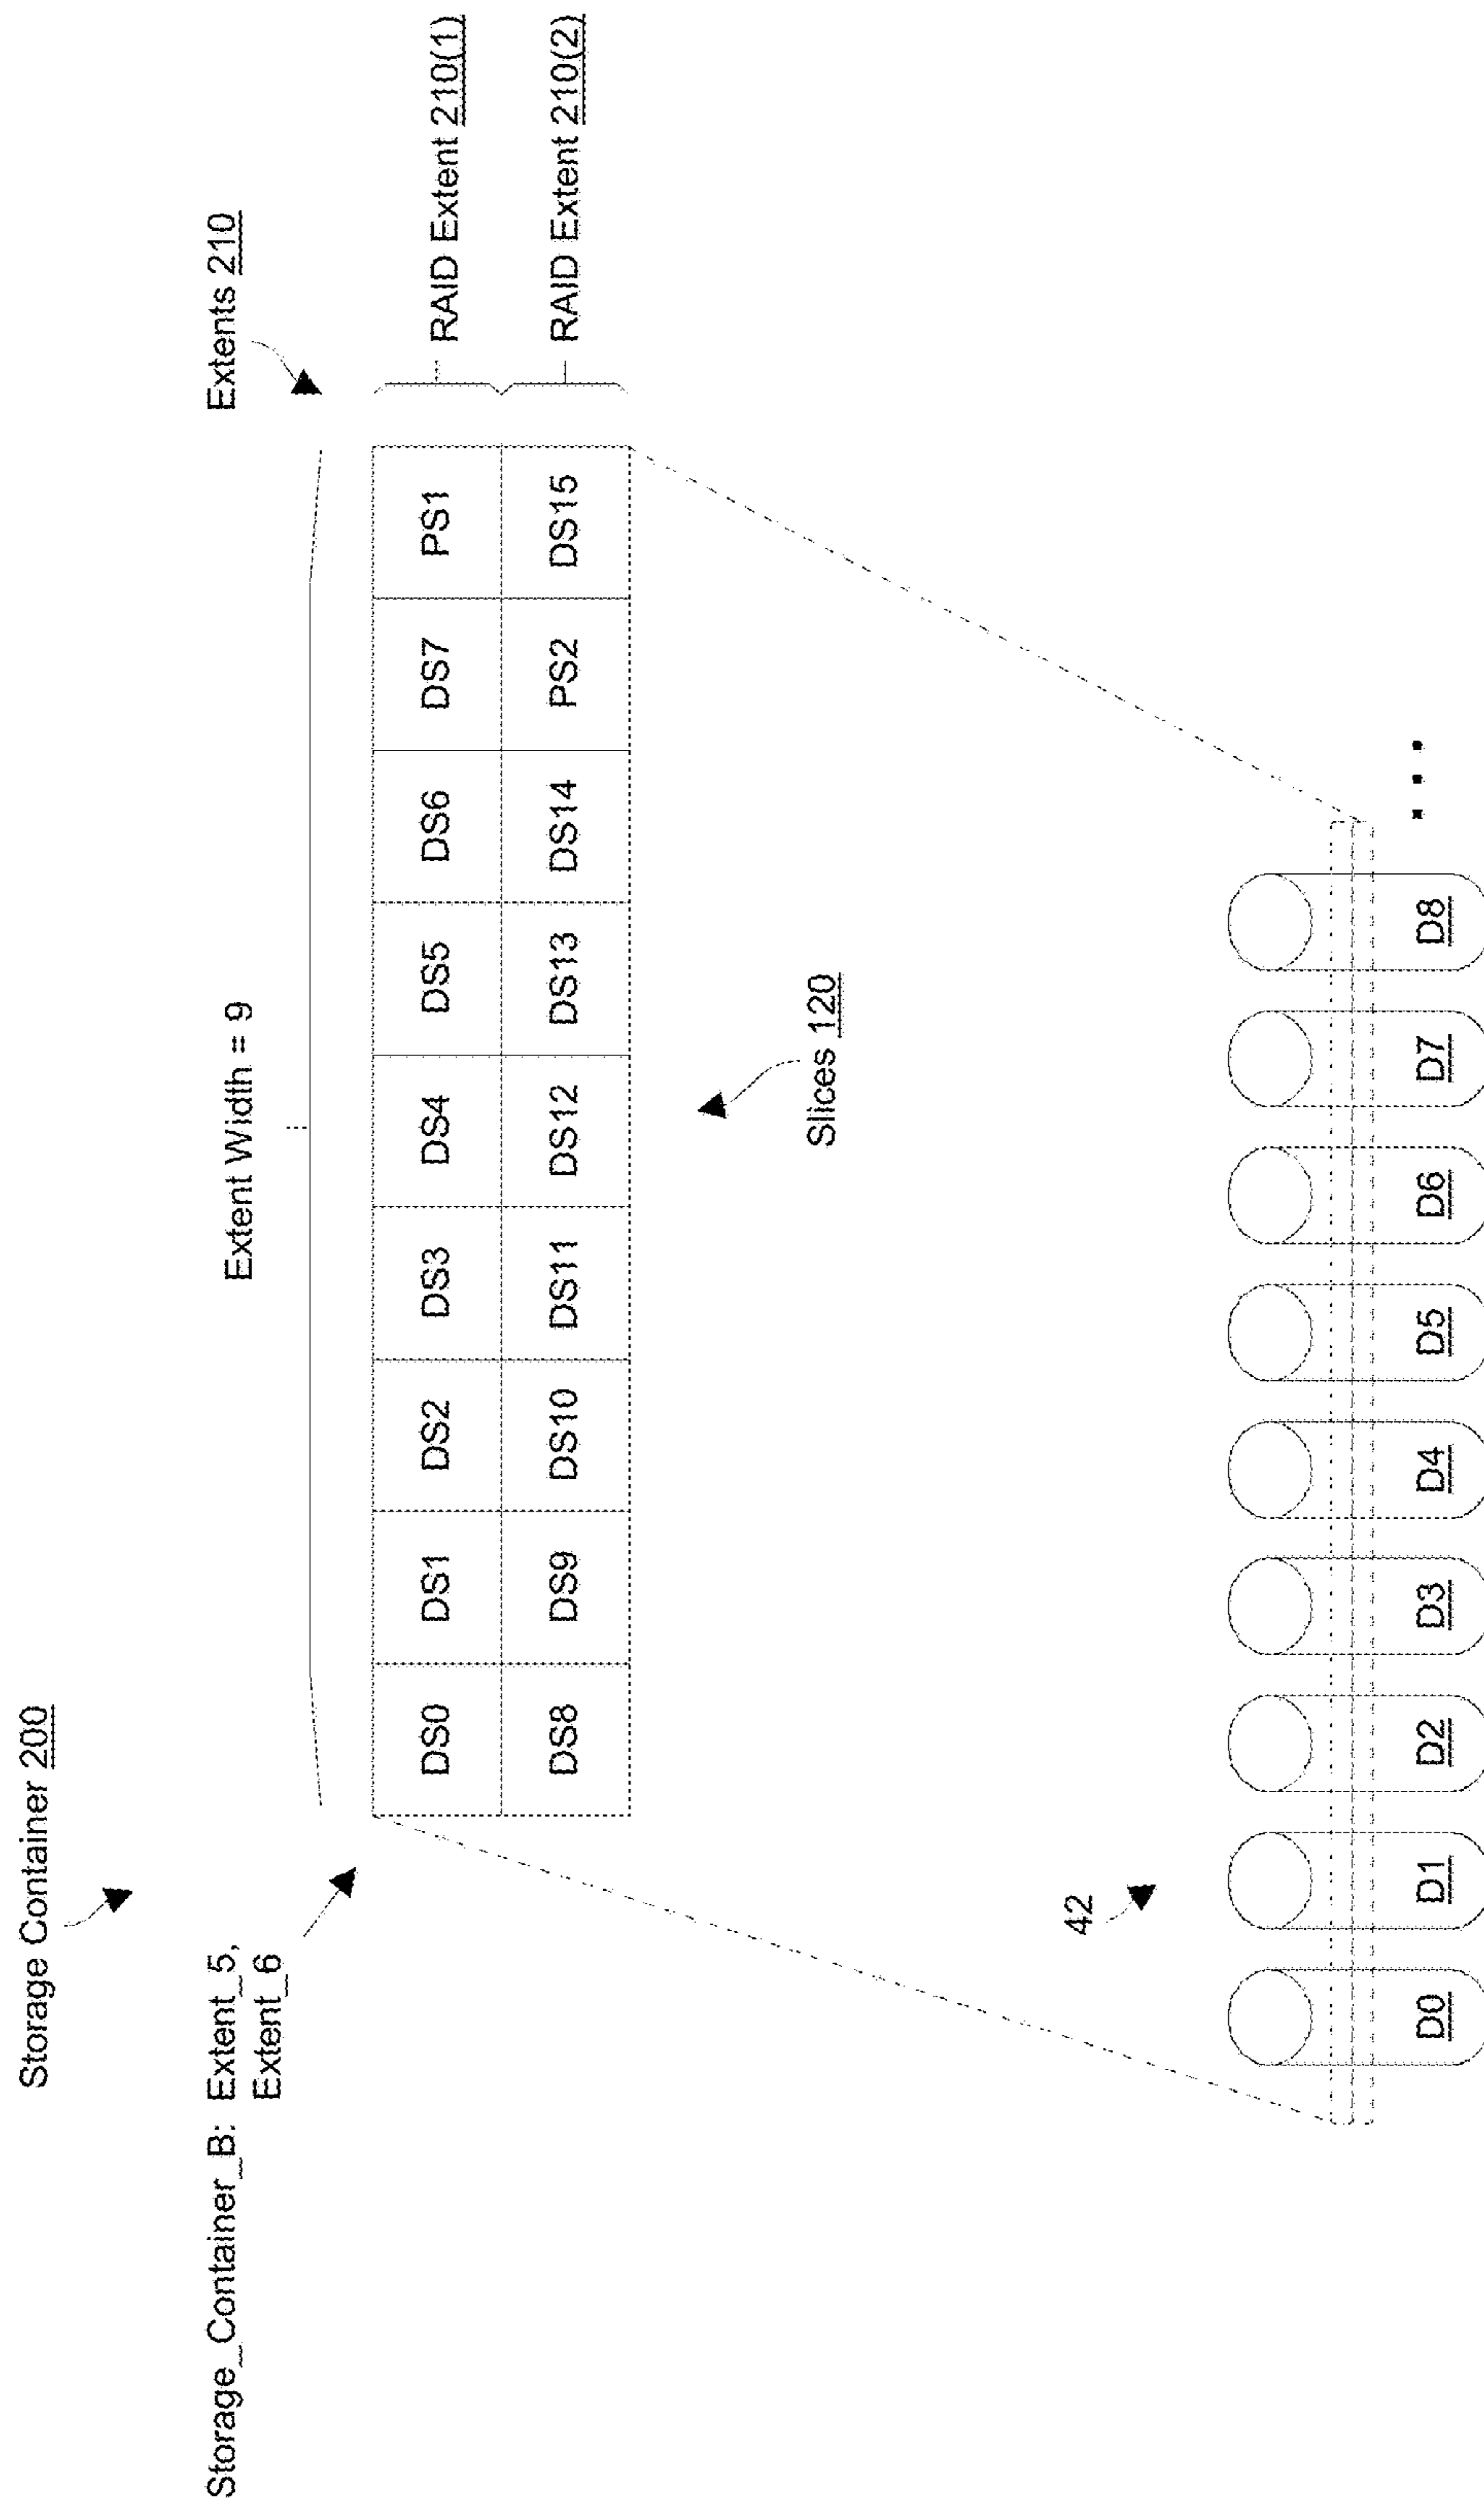 Storage Container 200
Storage_Container_B: Extent_5,
Extent_6
Extent Width = 9
Extents 210
DS0 DS1 DS2 DS3 DS4 DS5 DS6 DS7 PS1
RAID Extent 210(1)
DS8 DS9 DS10 DS11 DS12 DS13 DS14 PS2 DS15
RAID Extent 210(2)
Slices 120
42
D0 D1 D2 D3 D4 D5 D6 D7 D8